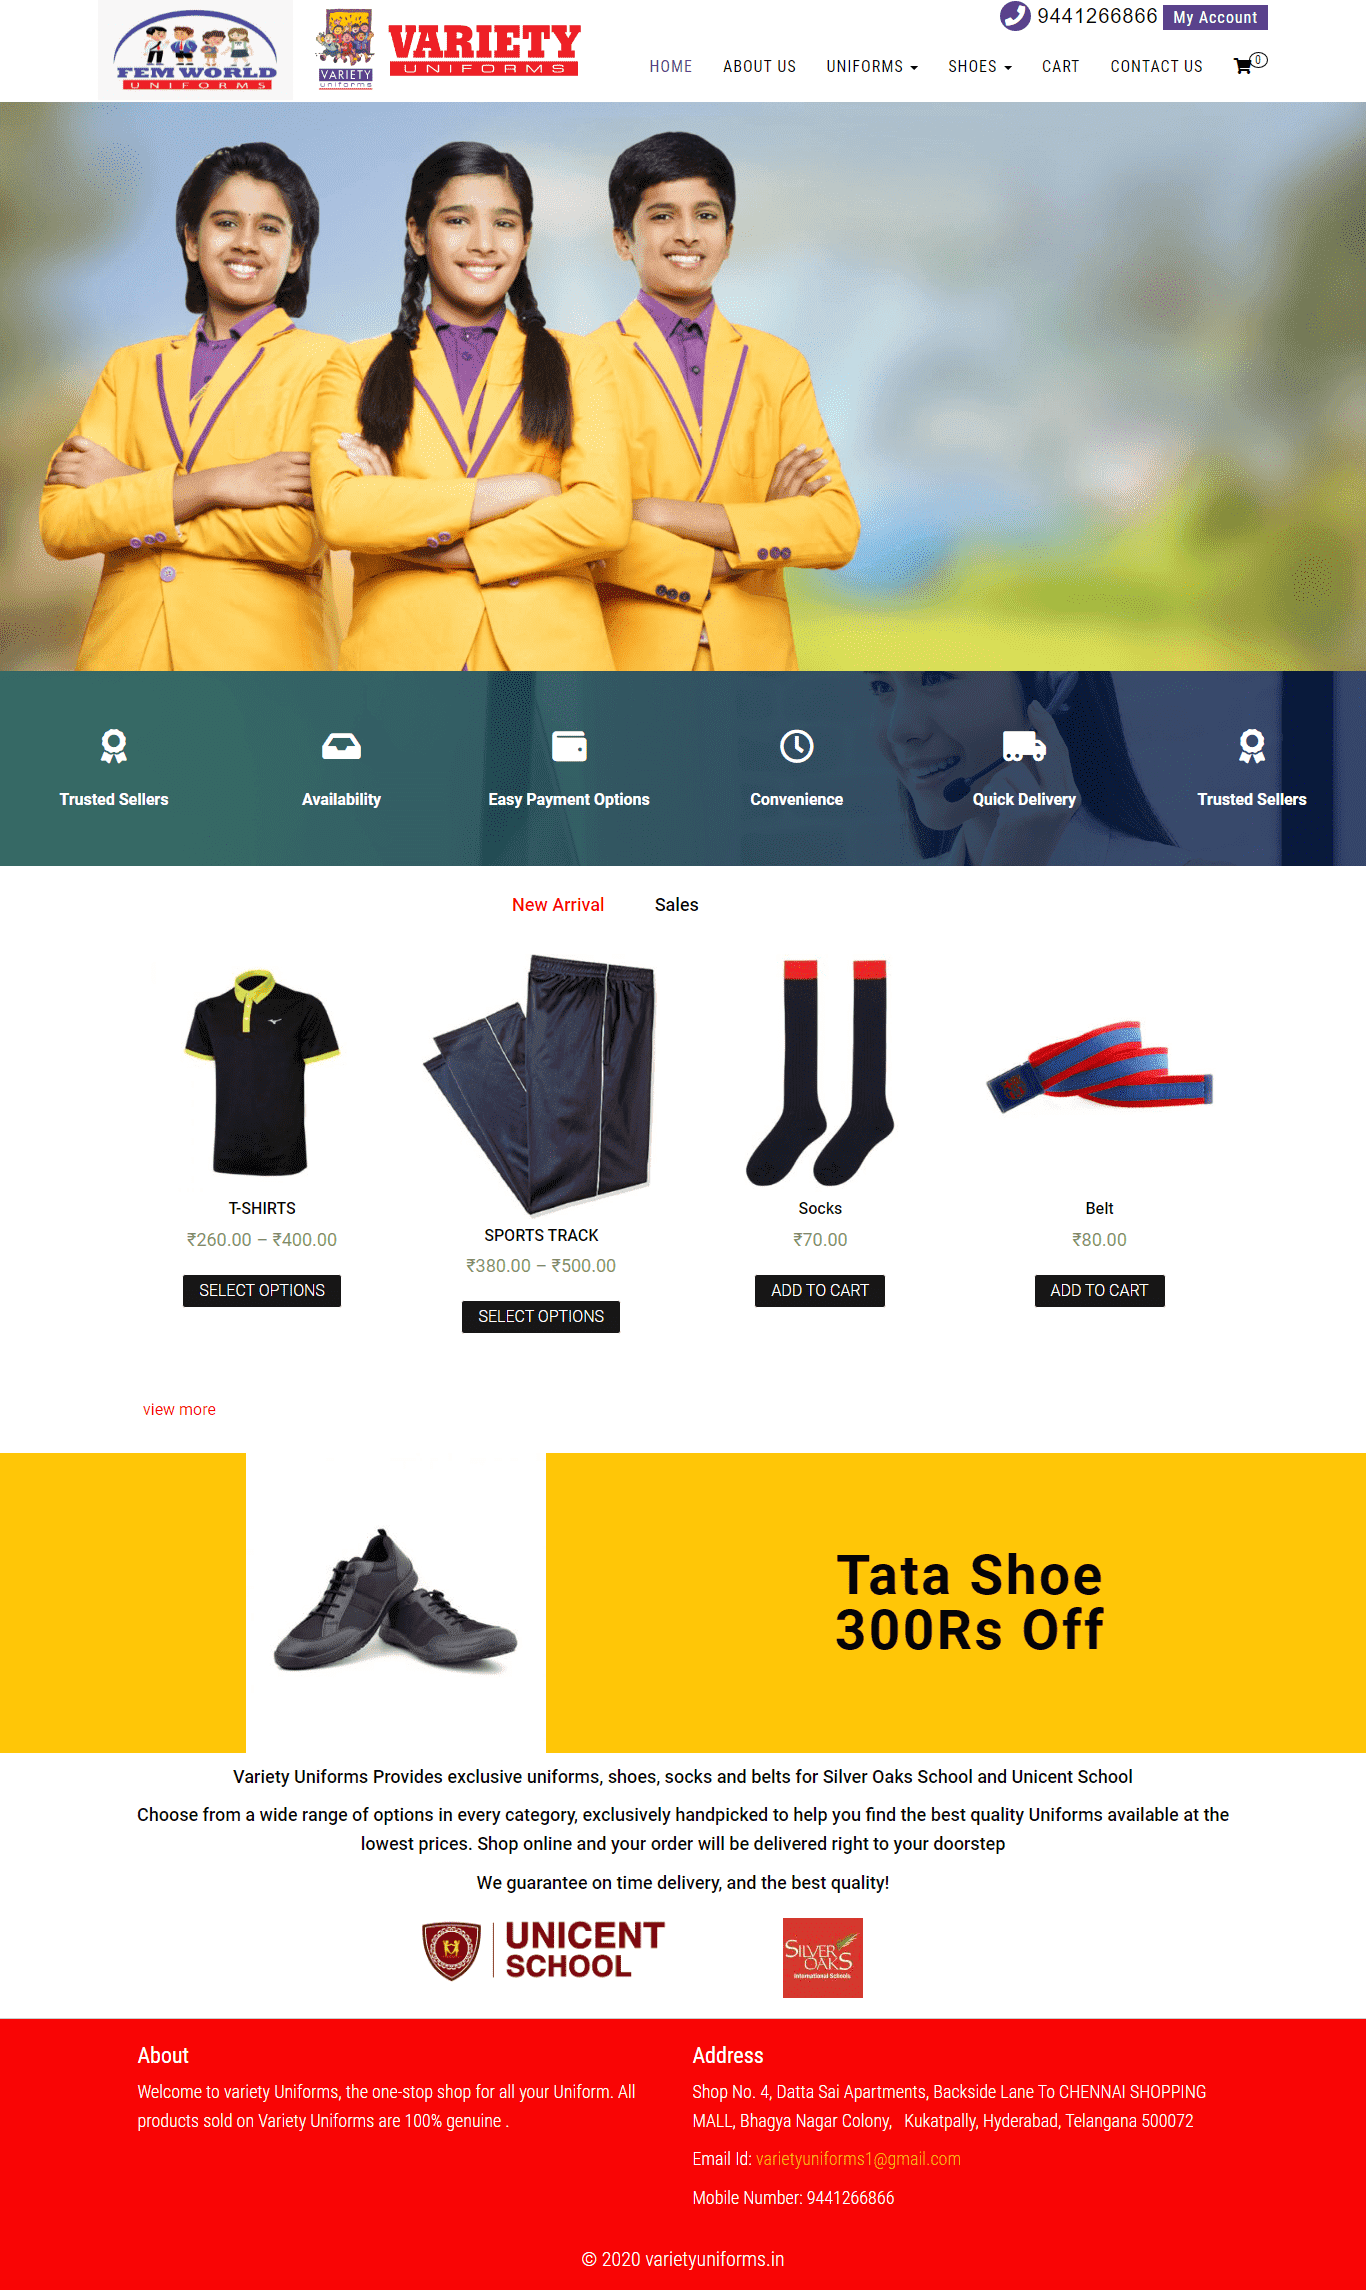 FEM WORLD
UNIFORMS
VARIETY
uniforms
VARIETY
UNIFORMS
9441266866
My Account
HOME
ABOUT US
UNIFORMS
SHOES
CART
CONTACT US
0
Trusted Sellers
Availability
Easy Payment Options
Convenience
Quick Delivery
Trusted Sellers
New Arrival
Sales
T-SHIRTS
₹260.00 – ₹400.00
SELECT OPTIONS
SPORTS TRACK
₹380.00 – ₹500.00
SELECT OPTIONS
Socks
₹70.00
ADD TO CART
Belt
₹80.00
ADD TO CART
view more
Tata Shoe
300Rs Off
Variety Uniforms Provides exclusive uniforms, shoes, socks and belts for Silver Oaks School and Unicent School
Choose from a wide range of options in every category, exclusively handpicked to help you find the best quality Uniforms available at the
lowest prices. Shop online and your order will be delivered right to your doorstep
We guarantee on time delivery, and the best quality!
UNICENT
SCHOOL
SILVER
OAKS
International Schools
About
Welcome to variety Uniforms, the one-stop shop for all your Uniform. All
products sold on Variety Uniforms are 100% genuine .
Address
Shop No. 4, Datta Sai Apartments, Backside Lane To CHENNAI SHOPPING
MALL, Bhagya Nagar Colony, Kukatpally, Hyderabad, Telangana 500072
Email Id: varietyuniforms1@gmail.com
Mobile Number: 9441266866
© 2020 varietyuniforms.in